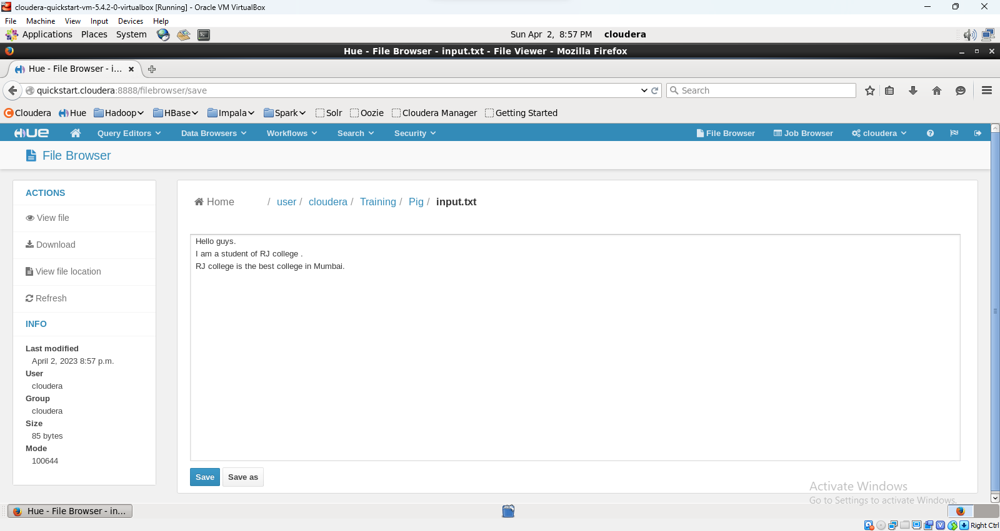 cloudera-quickstart-vm-5.4.2-0-virtualbox [Running] - Oracle VM VirtualBox
File Machine View Input Devices Help
Applications Places System Sun Apr 2, 8:57 PM cloudera
Hue - File Browser - input.txt - File Viewer - Mozilla Firefox
Hue - File Browser - i...
quickstart.cloudera:8888/filebrowser/save Search
Cloudera Hue Hadoop HBase Impala Spark Solr Oozie Cloudera Manager Getting Started
HUE Query Editors Data Browsers Workflows Search Security File Browser Job Browser cloudera
File Browser
ACTIONS
View file
Download
View file location
Refresh
INFO
Last modified
April 2, 2023 8:57 p.m.
User
cloudera
Group
cloudera
Size
85 bytes
Mode
100644
Home / user / cloudera / Training / Pig / input.txt
Hello guys.
I am a student of RJ college .
RJ college is the best college in Mumbai.
Save Save as
Activate Windows
Go to Settings to activate Windows.
Hue - File Browser - in...
Right Ctrl